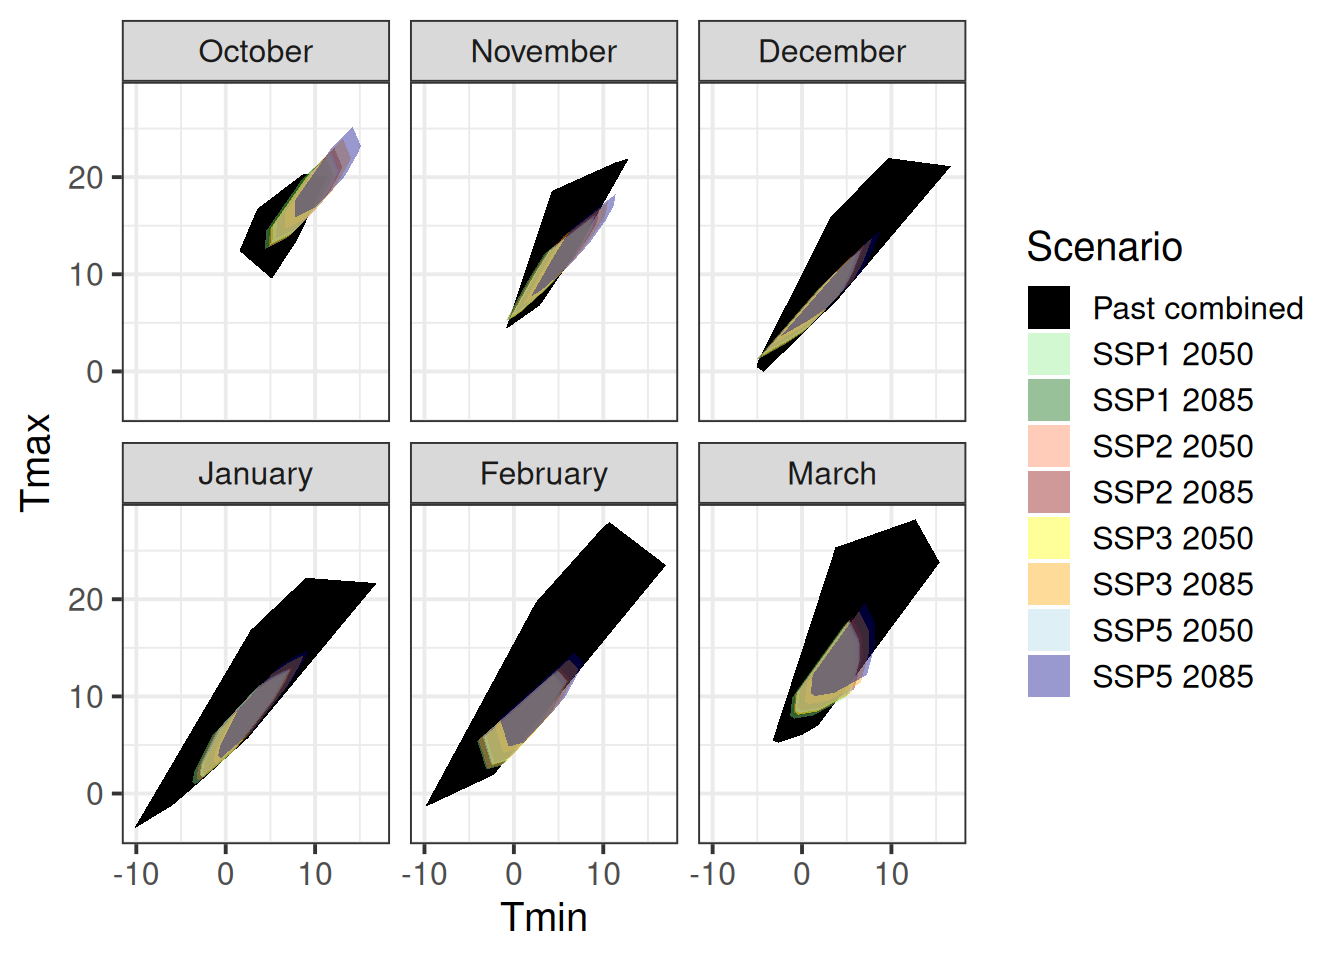 October
November
December
20
10
0
January
February
March
20
10
0
-10
0
10
-10
0
10
-10
0
10
Tmin
Tmax
Scenario
Past combined
SSP1 2050
SSP1 2085
SSP2 2050
SSP2 2085
SSP3 2050
SSP3 2085
SSP5 2050
SSP5 2085